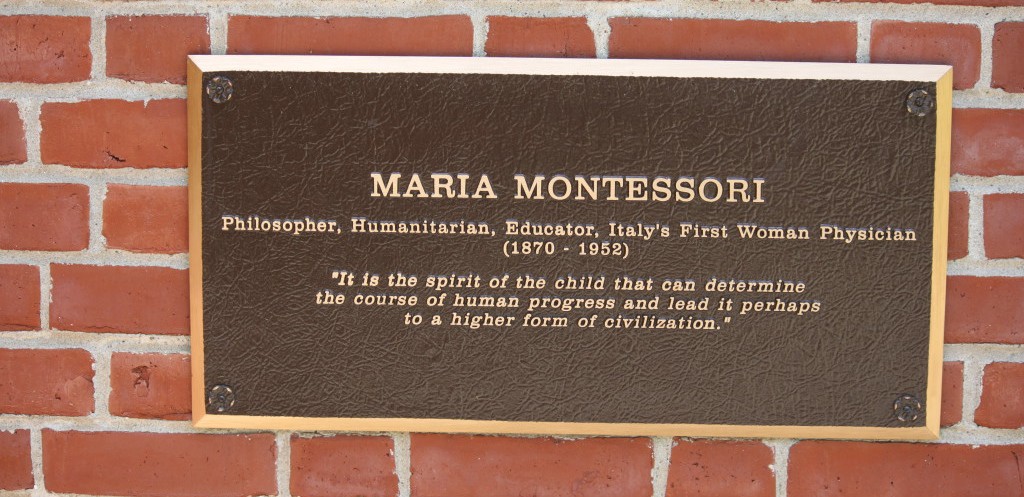 MARIA MONTESSORI
Philosopher, Humanitarian, Educator, Italy's First Woman Physician
(1870 - 1952)
"It is the spirit of the child that can determine
the course of human progress and lead it perhaps
to a higher form of civilization."